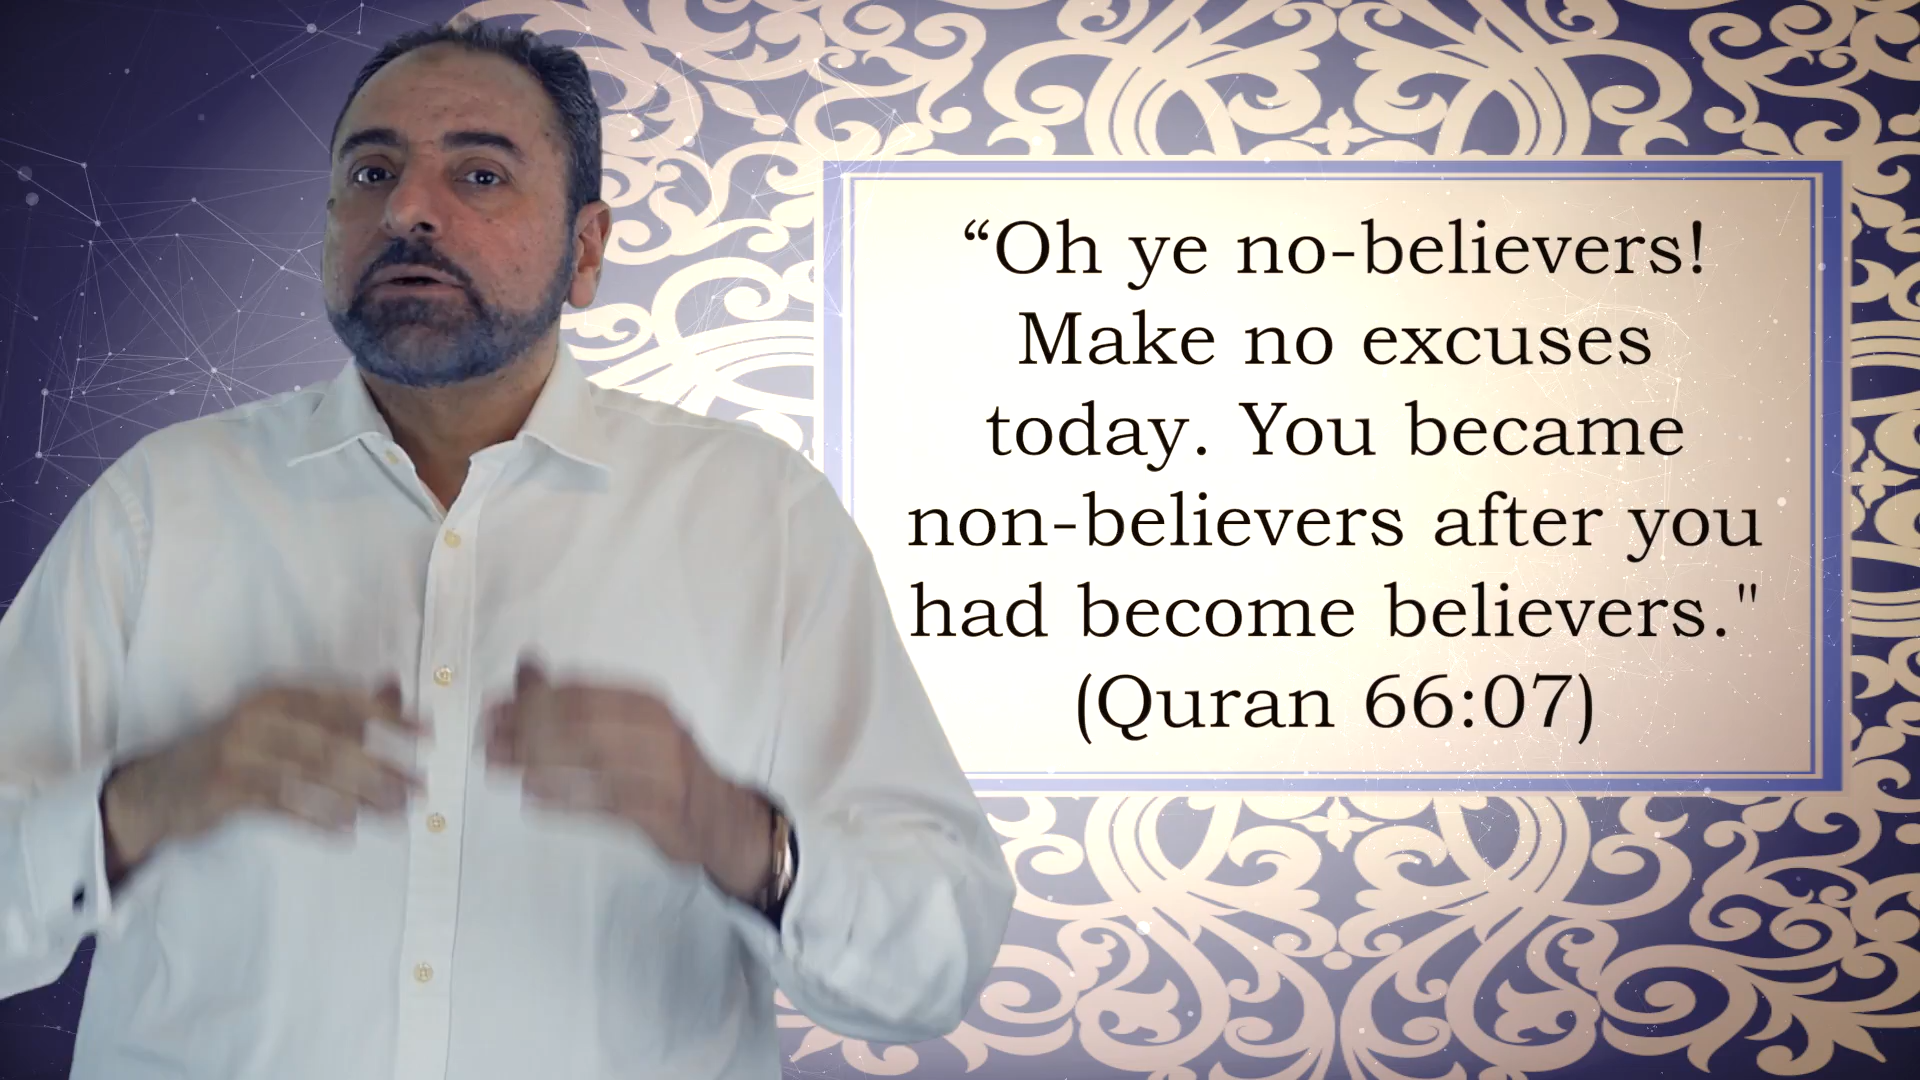 “Oh ye no-believers!
Make no excuses
today. You became
non-believers after you
had become believers."
(Quran 66:07)